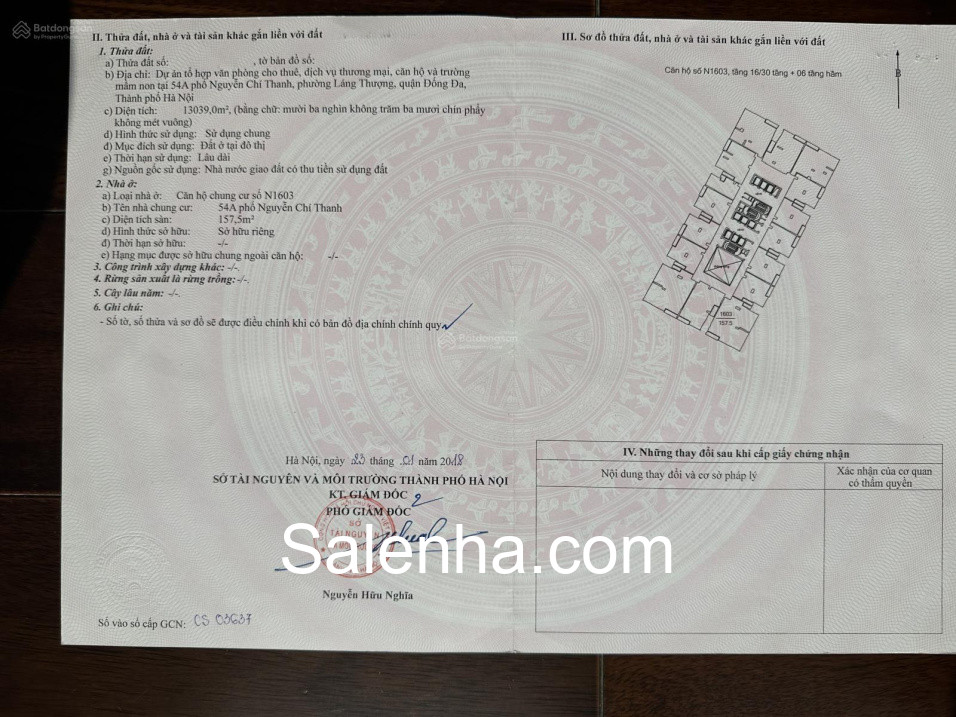 Batdongsan
by PropertyGuru
II. Thửa đất, nhà ở và tài sản khác gắn liền với đất
1. Thửa đất:
a) Thửa đất số: , tờ bản đồ số:
b) Địa chỉ: Dự án tổ hợp văn phòng cho thuê, dịch vụ thương mại, căn hộ và trường
mầm non tại 54A phố Nguyễn Chí Thanh, phường Láng Thượng, quận Đống Đa,
Thành phố Hà Nội
c) Diện tích: 13039,0m², (bằng chữ: mười ba nghìn không trăm ba mươi chín phẩy
không mét vuông)
d) Hình thức sử dụng: Sử dụng chung
đ) Mục đích sử dụng: Đất ở tại đô thị
e) Thời hạn sử dụng: Lâu dài
g) Nguồn gốc sử dụng: Nhà nước giao đất có thu tiền sử dụng đất
2. Nhà ở:
a) Loại nhà ở: Căn hộ chung cư số N1603
b) Tên nhà chung cư: 54A phố Nguyễn Chí Thanh
c) Diện tích sàn: 157,5m²
d) Hình thức sở hữu: Sở hữu riêng
đ) Thời hạn sở hữu: -/-
e) Hạng mục được sở hữu chung ngoài căn hộ: -/-
3. Công trình xây dựng khác: -/-.
4. Rừng sản xuất là rừng trồng: -/-.
5. Cây lâu năm: -/-.
6. Ghi chú:
- Số tờ, số thửa và sơ đồ sẽ được điều chỉnh khi có bản đồ địa chính chính quy
Batdongsan
Hà Nội, ngày 23 tháng 01 năm 2018
SỞ TÀI NGUYÊN VÀ MÔI TRƯỜNG THÀNH PHỐ HÀ NỘI
KT. GIÁM ĐỐC
PHÓ GIÁM ĐỐC
SỞ
TÀI NGUYÊN
Salenha.com
Nguyễn Hữu Nghĩa
Số vào sổ cấp GCN: CS 03637
III. Sơ đồ thửa đất, nhà ở và tài sản khác gắn liền với đất
Căn hộ số N1603, tầng 16/30 tầng + 06 tầng hầm
B
1603
157.5
IV. Những thay đổi sau khi cấp giấy chứng nhận
Nội dung thay đổi và cơ sở pháp lý
Xác nhận của cơ quan
có thẩm quyền